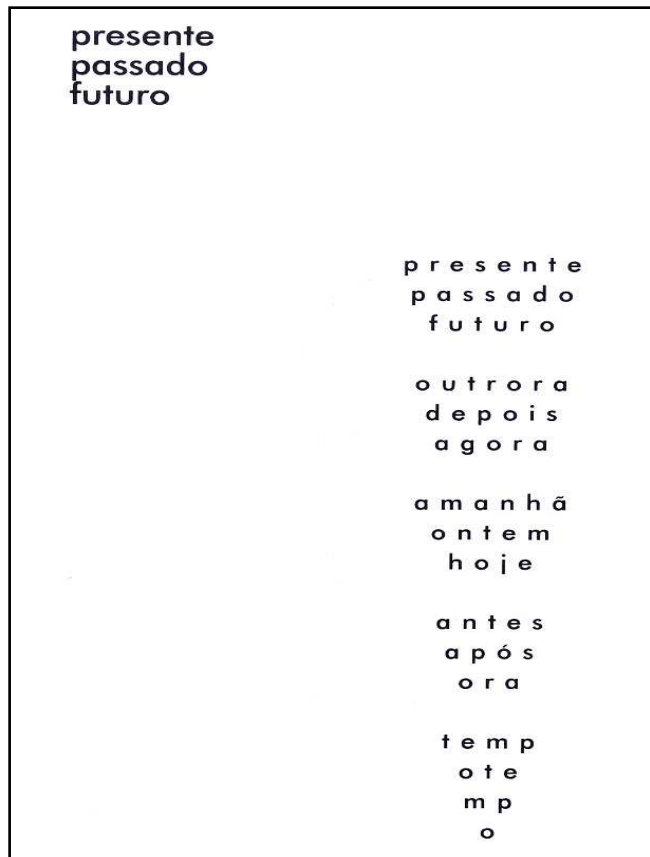 presente
passado
futuro
p r e s e n t e
p a s s a d o
f u t u r o
o u t r o r a
d e p o i s
a g o r a
a m a n h ã
o n t e m
h o j e
a n t e s
a p ó s
o r a
t e m p
o t e
m p
o